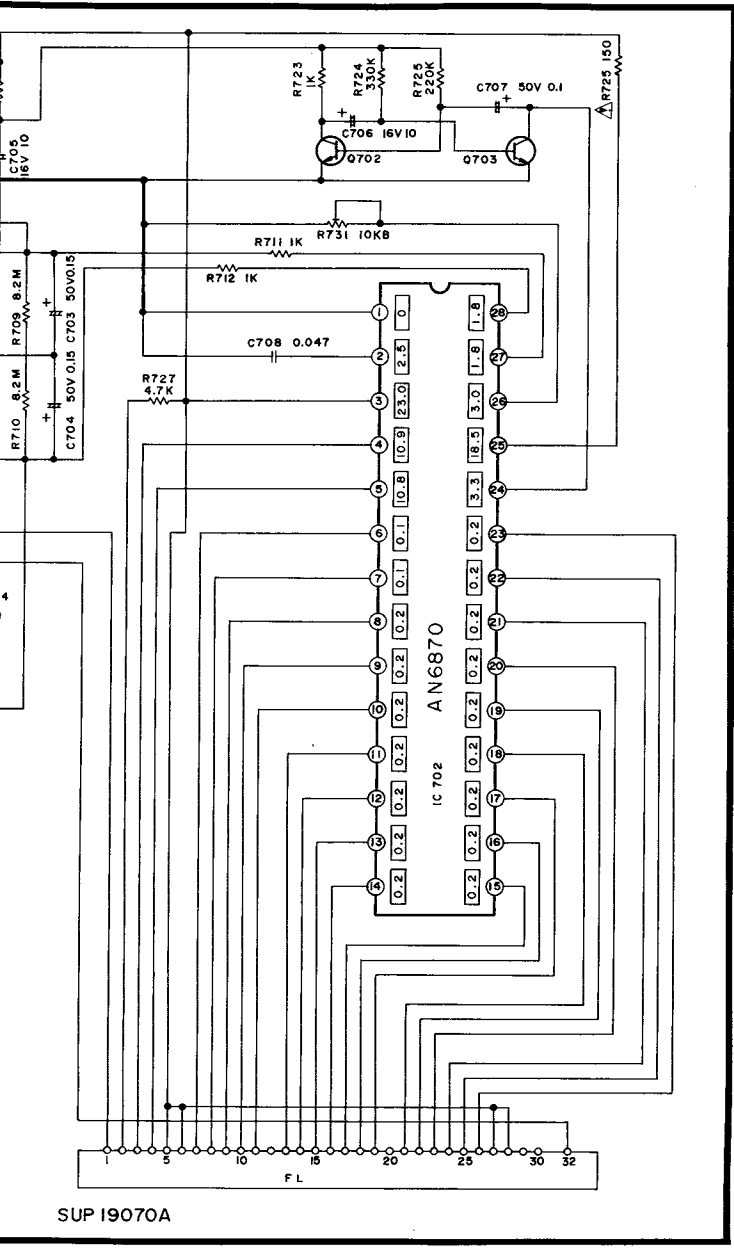 R723
1K
R724
330K
R725
220K
C707 50V 0.1
+
R725 150
+
C706 16V10
Q702
Q703
C705
16V 10
R731 10KB
R711 1K
R712 1K
R709 8.2M
+
C703 50V0.15
R710 8.2M
+
C704 50V 0.15
C708 0.047
R727
4.7K
1 0 1.8 28
2 2.5 1.8 27
3 23.0 3.0 26
4 10.9 18.5 25
5 10.8 3.3 24
6 0.1 0.2 23
7 0.1 0.2 22
8 0.2 0.2 21
9 0.2 0.2 20
10 0.2 0.2 19
11 0.2 0.2 18
12 0.2 0.2 17
13 0.2 0.2 16
14 0.2 0.2 15
AN6870
IC 702
4
1 5 10 15 20 25 30 32
FL
SUP 19070A